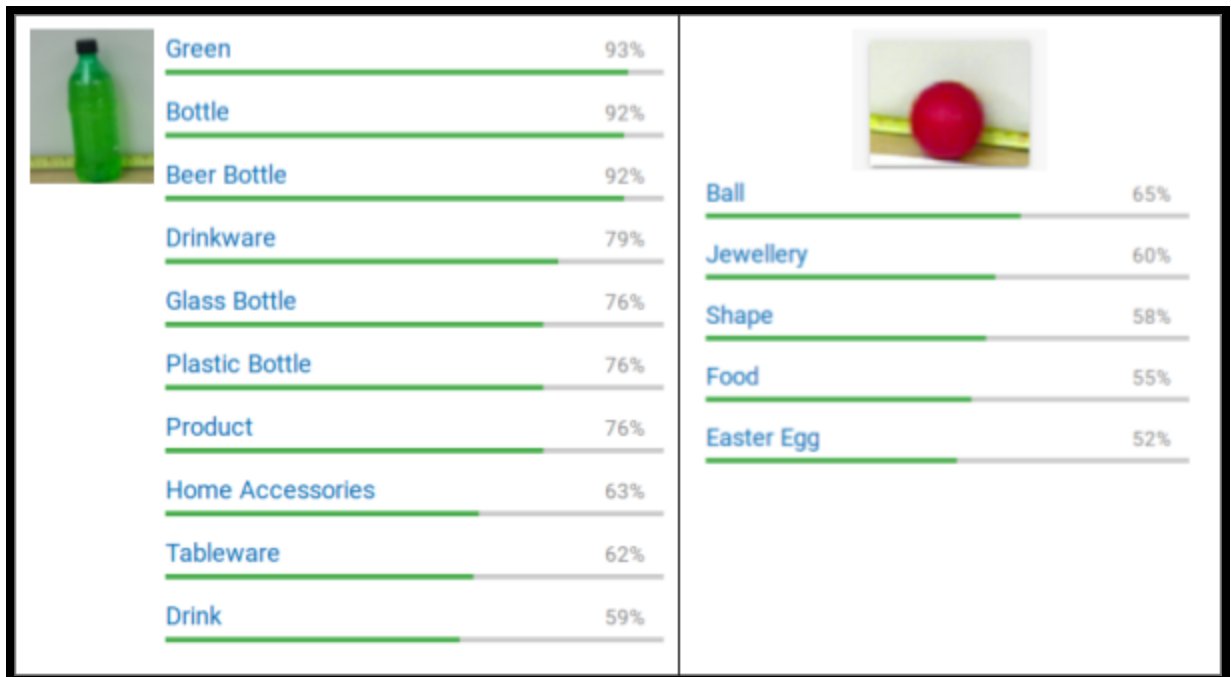 Green 93%
Bottle 92%
Beer Bottle 92%
Drinkware 79%
Glass Bottle 76%
Plastic Bottle 76%
Product 76%
Home Accessories 63%
Tableware 62%
Drink 59%
Ball 65%
Jewellery 60%
Shape 58%
Food 55%
Easter Egg 52%